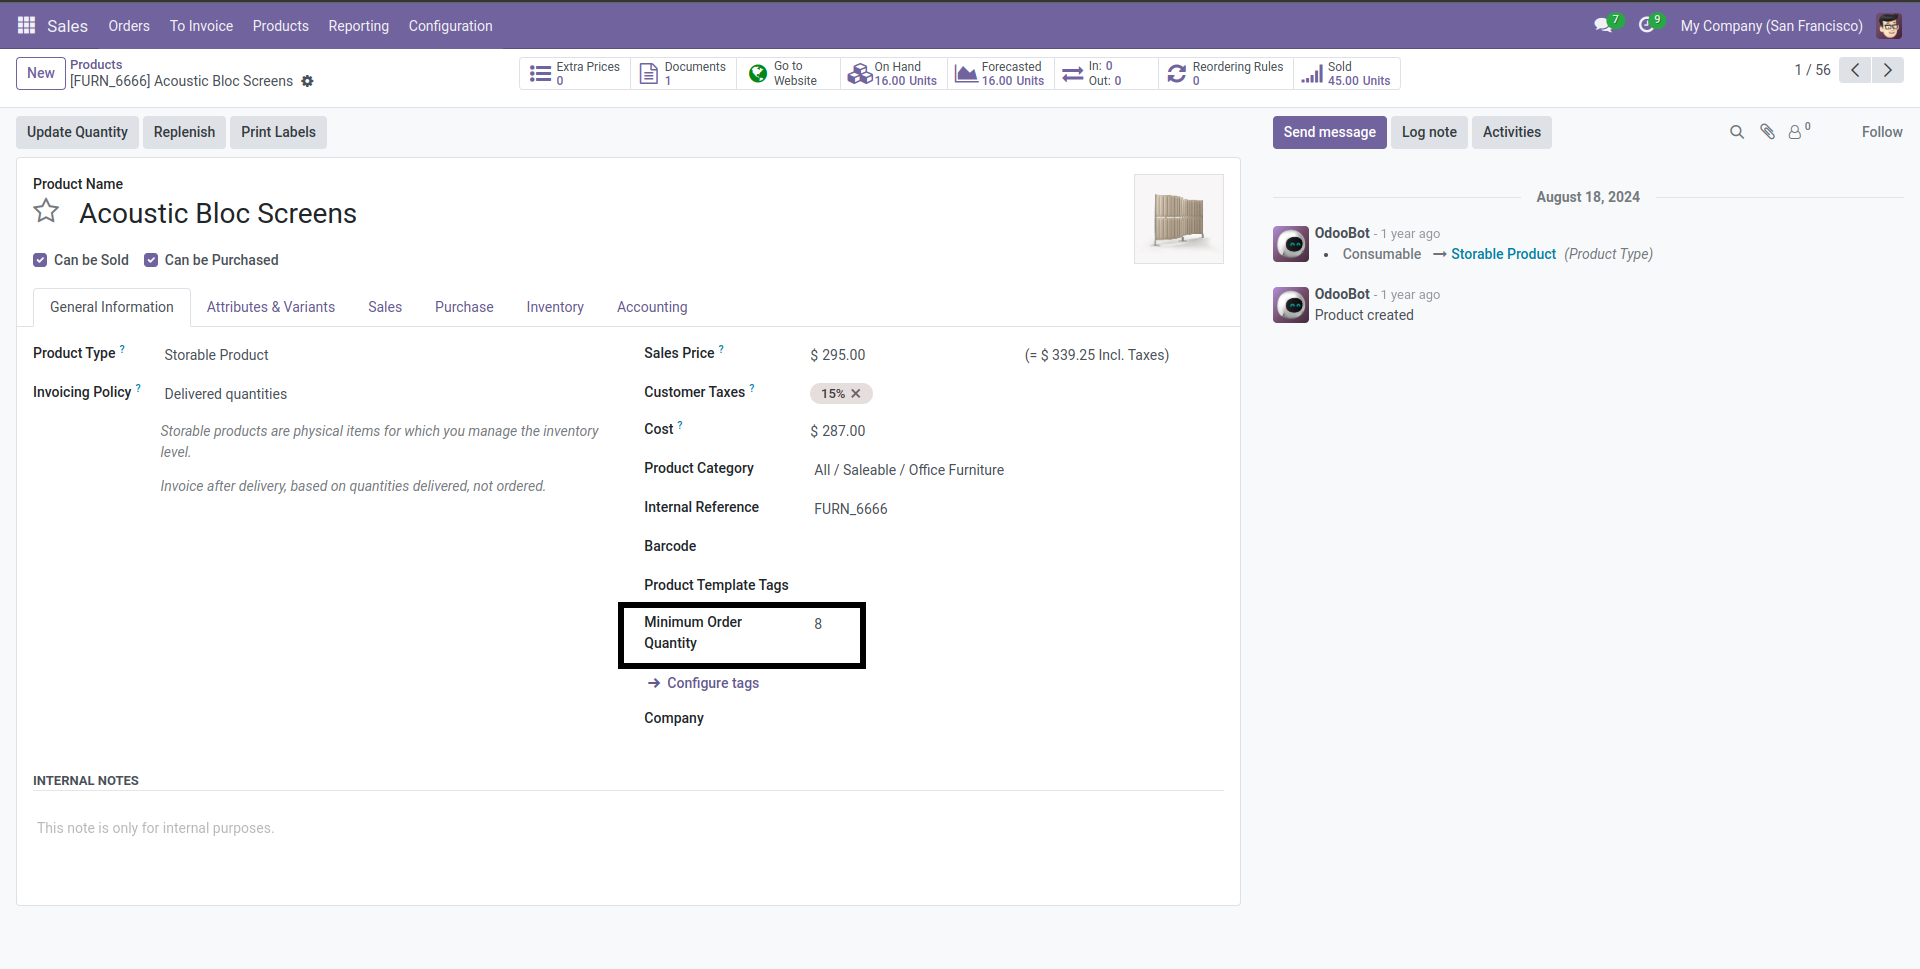 Sales Orders To Invoice Products Reporting Configuration 7 9 My Company (San Francisco)
New
Products
[FURN_6666] Acoustic Bloc Screens
Extra Prices
0
Documents
1
Go to
Website
On Hand
16.00 Units
Forecasted
16.00 Units
In: 0
Out: 0
Reordering Rules
0
Sold
45.00 Units
1 / 56
Update Quantity Replenish Print Labels
Send message Log note Activities 0 Follow
Product Name
Acoustic Bloc Screens
Can be Sold Can be Purchased
General Information Attributes & Variants Sales Purchase Inventory Accounting
Product Type ? Storable Product
Invoicing Policy ? Delivered quantities
Storable products are physical items for which you manage the inventory
level.
Invoice after delivery, based on quantities delivered, not ordered.
Sales Price ? $ 295.00 (= $ 339.25 Incl. Taxes)
Customer Taxes ? 15%
Cost ? $ 287.00
Product Category All / Saleable / Office Furniture
Internal Reference FURN_6666
Barcode
Product Template Tags
Minimum Order 8
Quantity
Configure tags
Company
INTERNAL NOTES
This note is only for internal purposes.
August 18, 2024
OdooBot - 1 year ago
• Consumable → Storable Product (Product Type)
OdooBot - 1 year ago
Product created